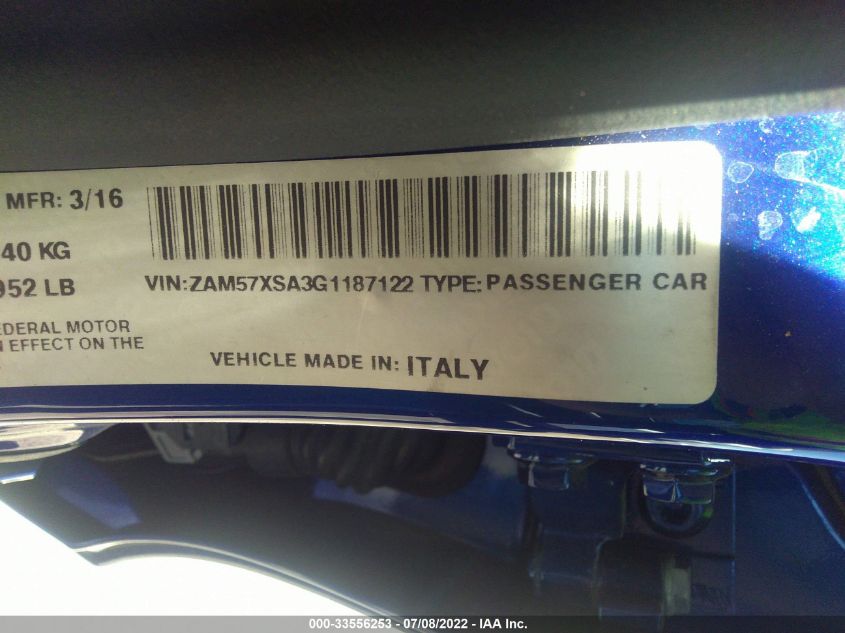 MFR: 3/16
40 KG
952 LB
VIN:ZAM57XSA3G1187122 TYPE: PASSENGER CAR
EDERAL MOTOR
N EFFECT ON THE
VEHICLE MADE IN: ITALY
000-33556253 - 07/08/2022 - IAA Inc.